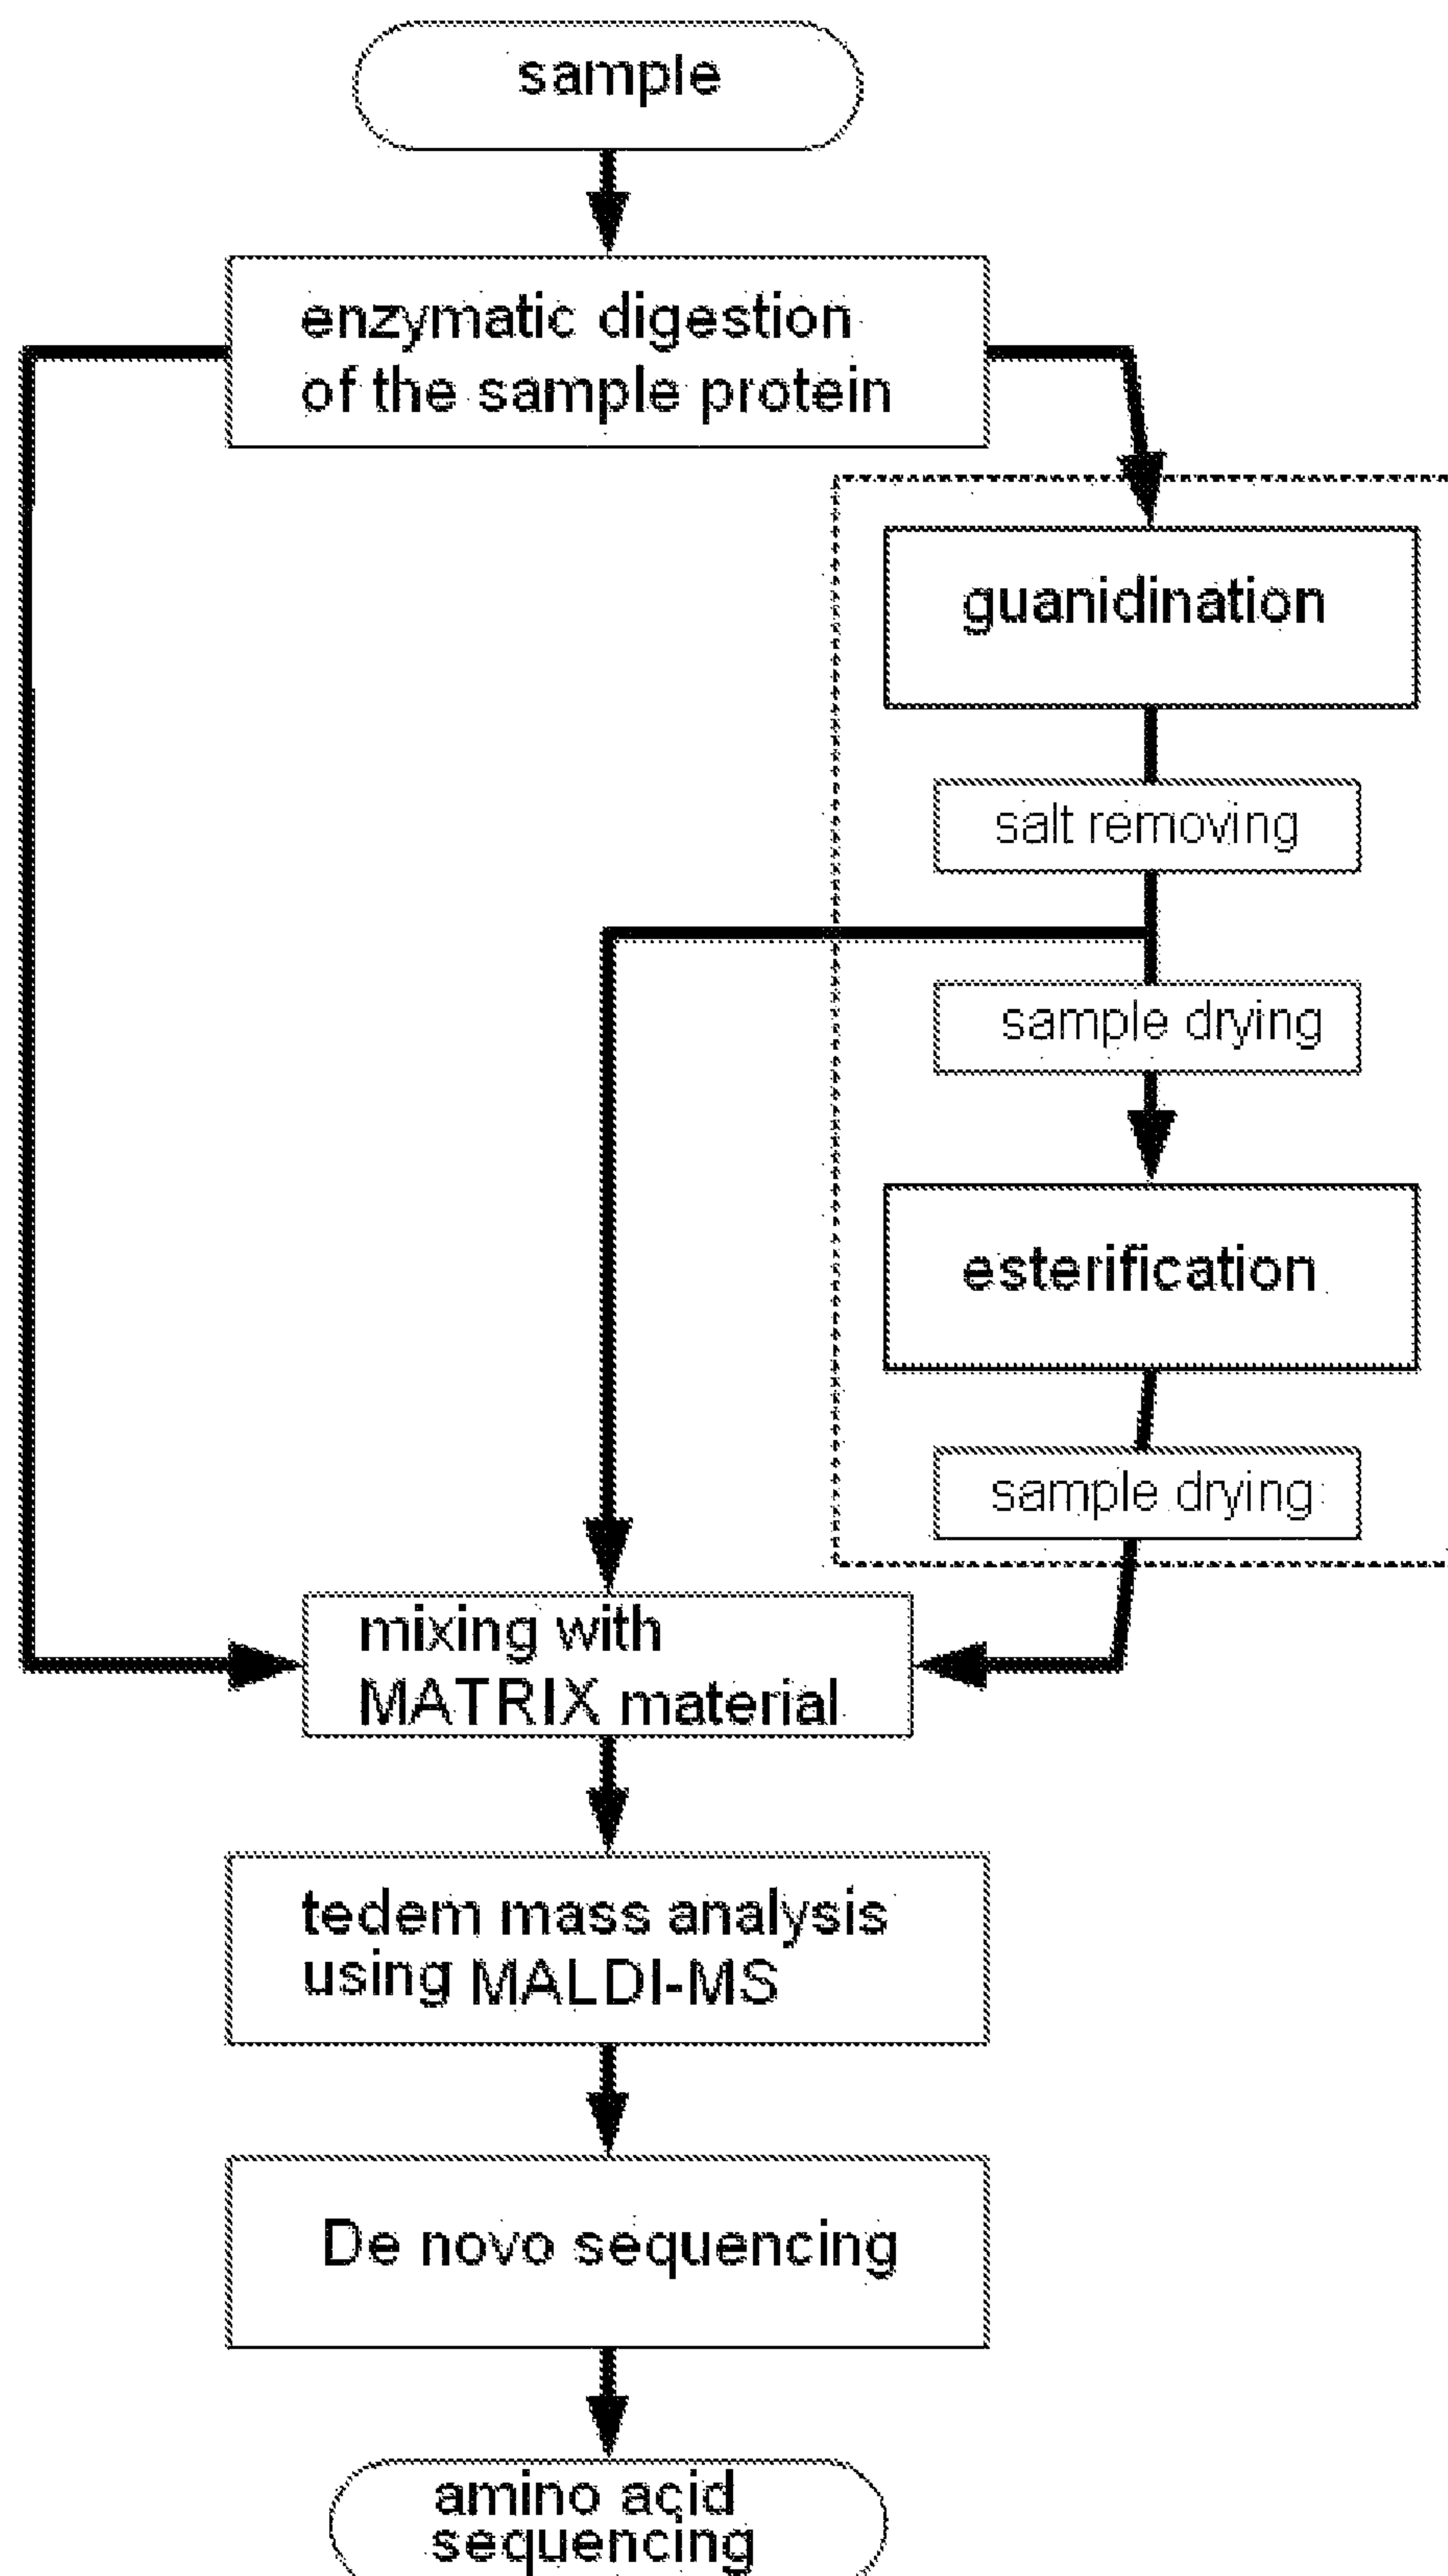 sample
enzymatic digestion
of the sample protein
guanidination
salt removing
sample drying
esterification
sample drying
mixing with
MATRIX material
tedem mass analysis
using MALDI-MS
De novo sequencing
amino acid
sequencing